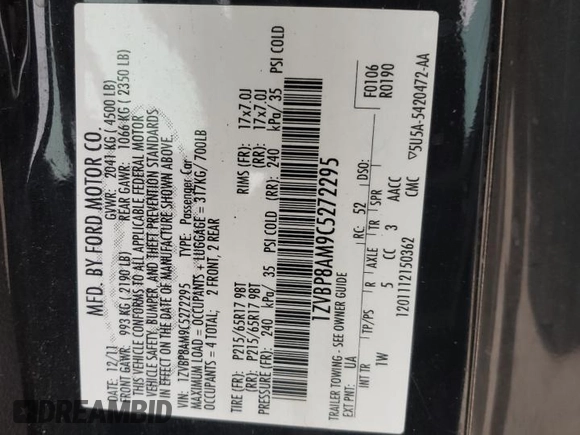 MFD. BY FORD MOTOR CO.
DATE: 12/11 GVWR: 2041 KG ( 4500 LB)
FRONT GAWR: 993 KG ( 2190 LB) REAR GAWR: 1066 KG ( 2350 LB)
THIS VEHICLE CONFORMS TO ALL APPLICABLE FEDERAL MOTOR
VEHICLE SAFETY, BUMPER, AND THEFT PREVENTION STANDARDS
IN EFFECT ON THE DATE OF MANUFACTURE SHOWN ABOVE.
VIN: 1ZVBP8AM9C5272295 TYPE: Passenger Car
MAXIMUM LOAD = OCCUPANTS + LUGGAGE = 317KG / 700LB
OCCUPANTS = 4 TOTAL; 2 FRONT, 2 REAR
TIRE (FR): P215/65R17 98T RIMS (FR): 17x7.0J
(RR): P215/65R17 98T (RR): 17x7.0J
(FR): 240 kPa/ 35 PSI COLD (RR): 240 kPa/ 35 PSI COLD
1ZVBP8AM9C5272295
TRAILER TOWING - SEE OWNER GUIDE F0106
EXT PNT: UA RC: 52 DSO: R0190
INT TR TP/PS R AXLE TR SPR
1W 5 CC 3 AACC
1201112150362 CMC ▽5U5A-5420472-AA
DREAMBID